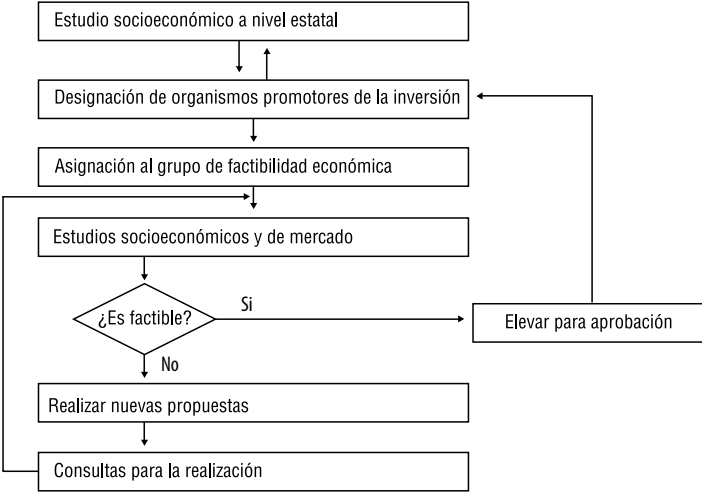 Estudio socioeconómico a nivel estatal
Designación de organismos promotores de la inversión
Asignación al grupo de factibilidad económica
Estudios socioeconómicos y de mercado
¿Es factible?
Si
Elevar para aprobación
No
Realizar nuevas propuestas
Consultas para la realización